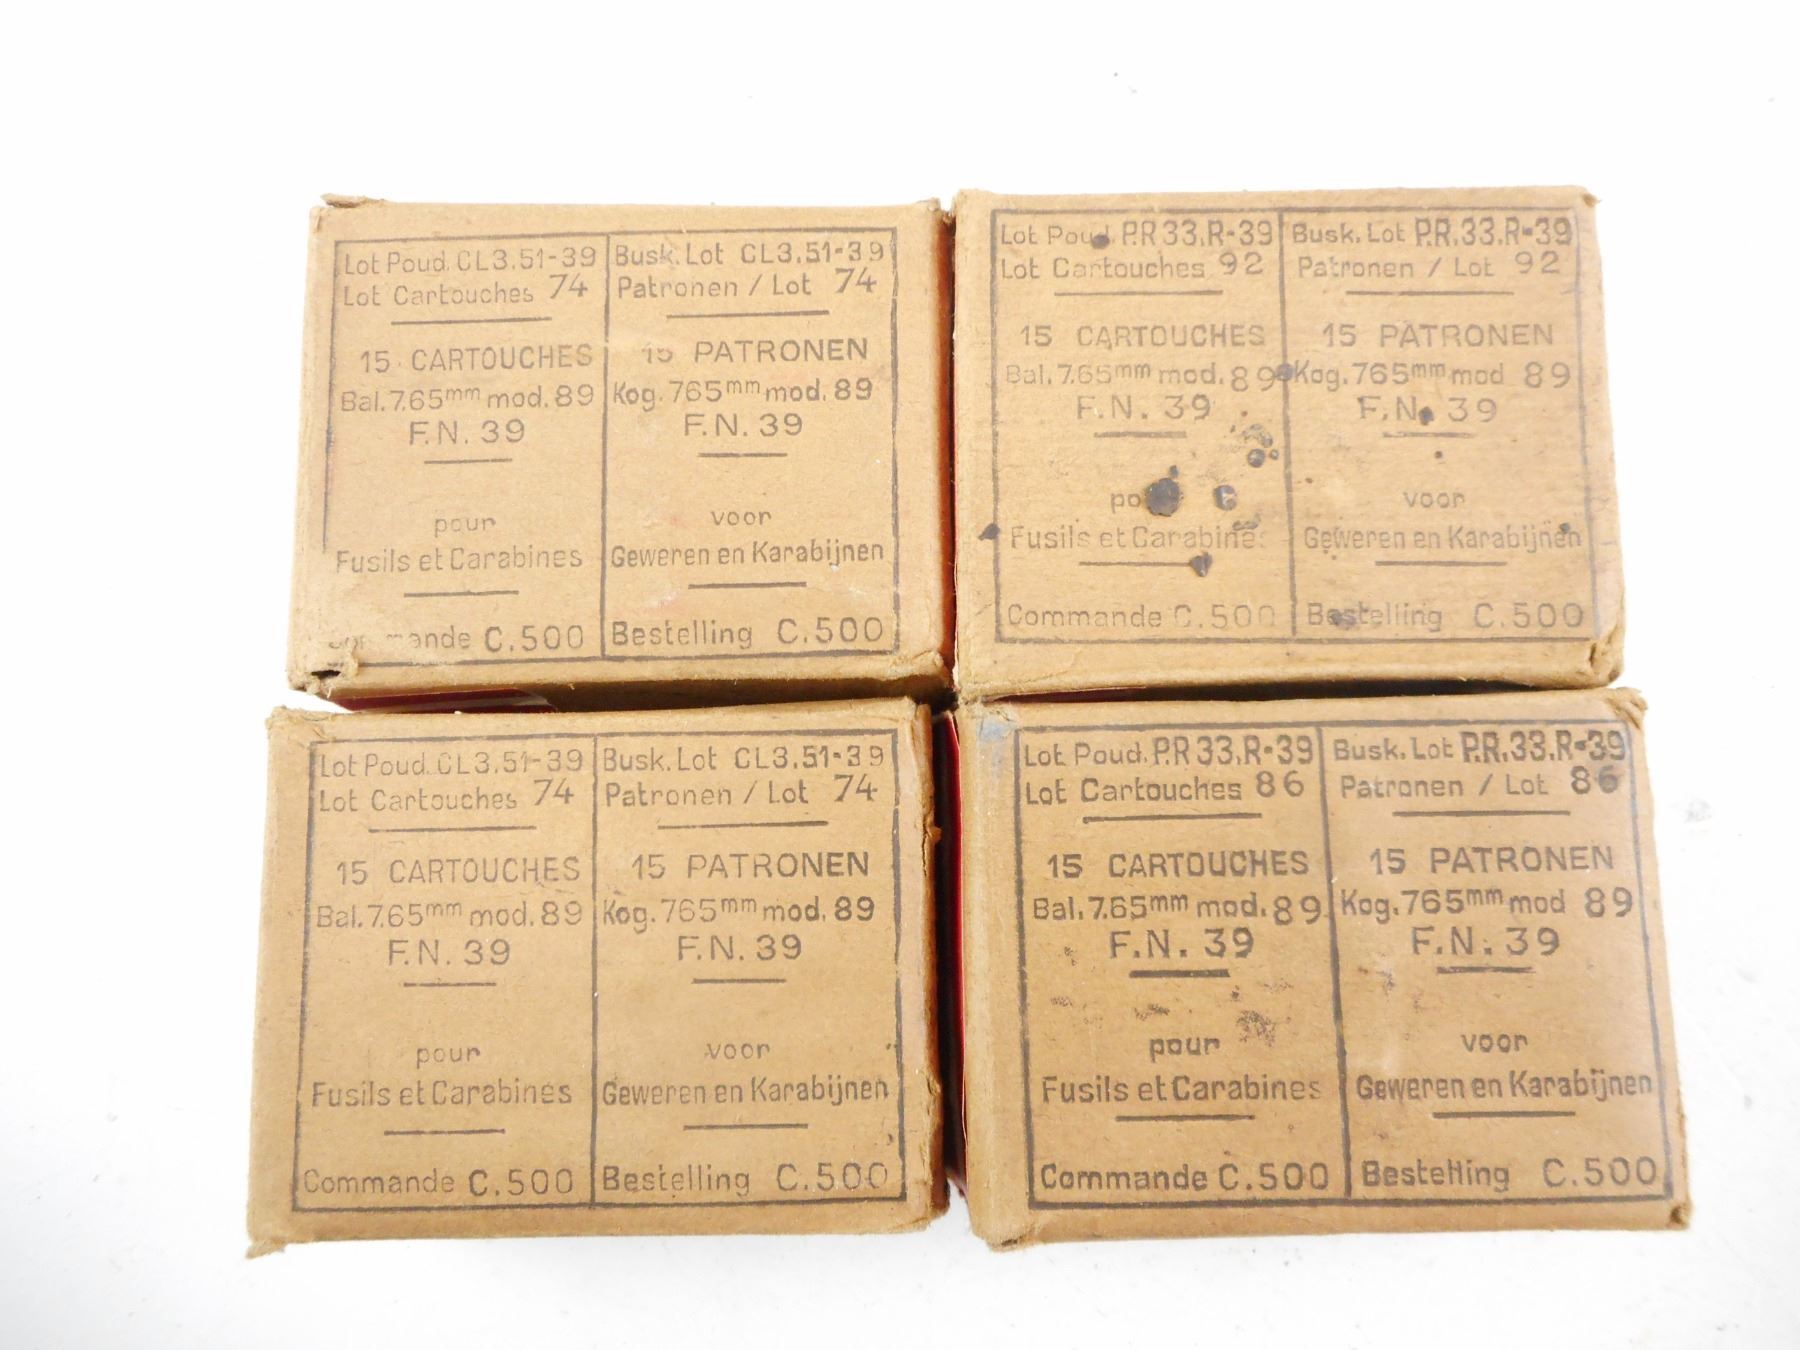 Lot Poud. CL3.51-39
Lot Cartouches 74
15 CARTOUCHES
Bal. 7.65mm mod. 89
F.N. 39
pour
Fusils et Carabines
C.500
Busk. Lot CL3.51-39
Patronen / Lot 74
15 PATRONEN
Kog. 765mm mod. 89
F.N. 39
voor
Geweren en Karabijnen
Bestelling C.500
Lot Poud. P.R 33.R-39
Lot Cartouches 92
15 CARTOUCHES
Bal. 7.65mm mod. 89
F.N. 39
Fusils et Carabines
Commande C.500
Busk. Lot P.R.33.R-39
Patronen / Lot 92
15 PATRONEN
Kog. 765mm mod 89
F.N. 39
voor
Geweren en Karabijnen
Bestelling C.500
Lot Poud. CL3.51-39
Lot Cartouches 74
15 CARTOUCHES
Bal. 7.65mm mod. 89
F.N. 39
pour
Fusils et Carabines
Commande C.500
Busk. Lot CL3.51-39
Patronen / Lot 74
15 PATRONEN
Kog. 765mm mod. 89
F.N. 39
voor
Geweren en Karabijnen
Bestelling C.500
Lot Poud. P.R 33.R-39
Lot Cartouches 86
15 CARTOUCHES
Bal. 7.65mm mod. 89
F.N. 39
pour
Fusils et Carabines
Commande C.500
Busk. Lot P.R.33.R-39
Patronen / Lot 86
15 PATRONEN
Kog. 765mm mod 89
F.N. 39
voor
Geweren en Karabijnen
Bestelling C.500